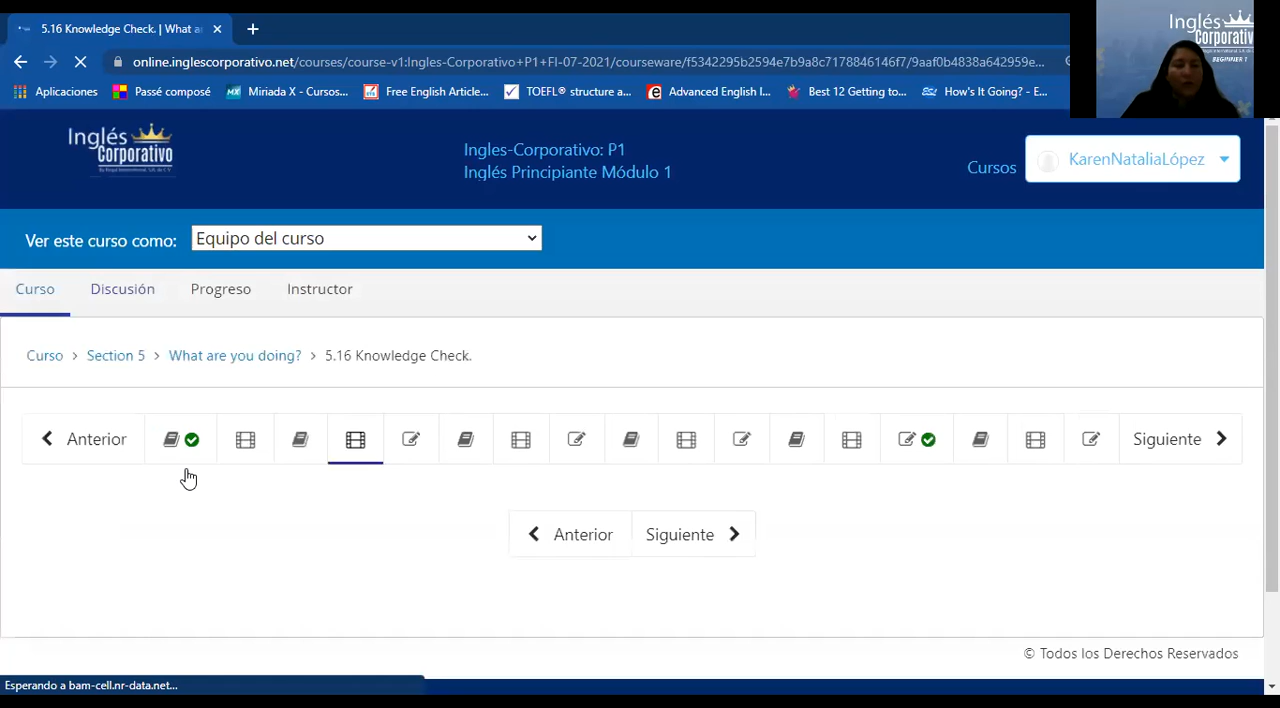 5.16 Knowledge Check. | What ar
online.inglescorporativo.net/courses/course-v1:Ingles-Corporativo+P1+FI-07-2021/courseware/f5342295b2594e7b9a8c7178846146f7/9aaf0b4838a642959e...
Aplicaciones
Passé composé
Miriada X - Cursos...
Free English Article...
TOEFL® structure a...
Advanced English I...
Best 12 Getting to...
How's It Going? - E...
Inglés
Corporativo
BEGINNER 1
Inglés
Corporativo
Ingles-Corporativo: P1
Inglés Principiante Módulo 1
Cursos
KarenNataliaLópez
Ver este curso como:
Equipo del curso
Curso
Discusión
Progreso
Instructor
Curso > Section 5 > What are you doing? > 5.16 Knowledge Check.
Anterior
Siguiente
Anterior
Siguiente
© Todos los Derechos Reservados
Esperando a bam-cell.nr-data.net...